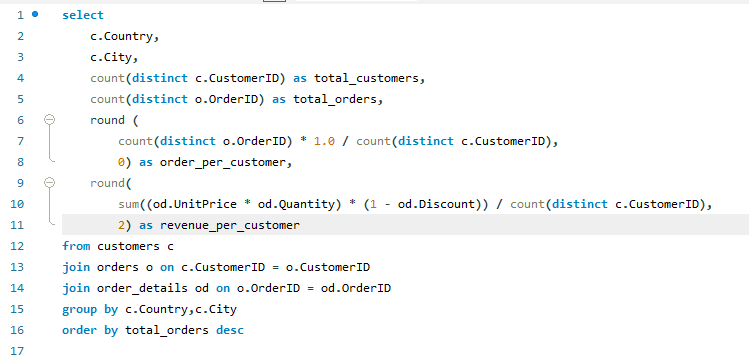 1 select
2 c.Country,
3 c.City,
4 count(distinct c.CustomerID) as total_customers,
5 count(distinct o.OrderID) as total_orders,
6 round (
7 count(distinct o.OrderID) * 1.0 / count(distinct c.CustomerID),
8 0) as order_per_customer,
9 round(
10 sum((od.UnitPrice * od.Quantity) * (1 - od.Discount)) / count(distinct c.CustomerID),
11 2) as revenue_per_customer
12 from customers c
13 join orders o on c.CustomerID = o.CustomerID
14 join order_details od on o.OrderID = od.OrderID
15 group by c.Country,c.City
16 order by total_orders desc
17